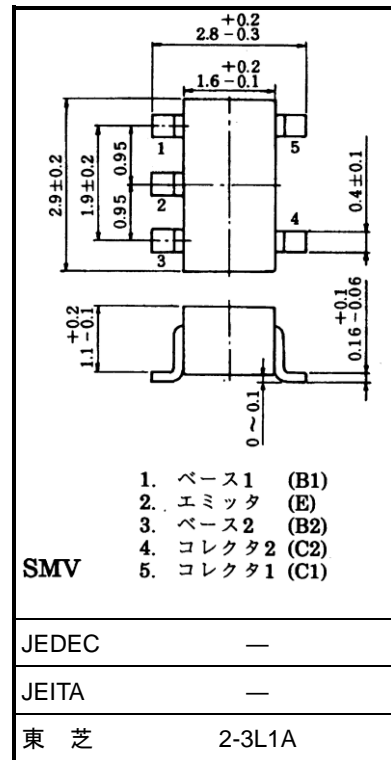 +0.2
2.8−0.3
+0.2
1.6−0.1
1
2
3
4
5
2.9±0.2
1.9±0.2
0.95
0.95
0.4±0.1
+0.2
1.1−0.1
+0.1
0.16−0.06
0～0.1
1. ベース1 (B1)
2. エミッタ (E)
3. ベース2 (B2)
4. コレクタ2 (C2)
SMV 5. コレクタ1 (C1)
JEDEC ―
JEITA ―
東 芝 2-3L1A